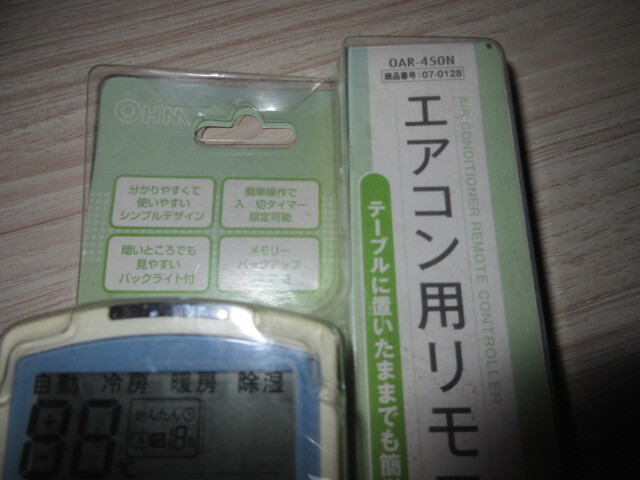 OHM
分かりやすくて
使いやすい
シンプルデザイン
簡単操作で
入 切タイマー
設定可能
暗いところでも
見やすい
バックライト付
メモリー
バックアップ
自動 冷房 暖房 除湿
88
℃
かんたん
18
OAR-450N
商品番号:07-0128
エアコン用リモ
AIR CONDITIONER REMOTE CONTROLLER
テーブルに置いたままでも簡